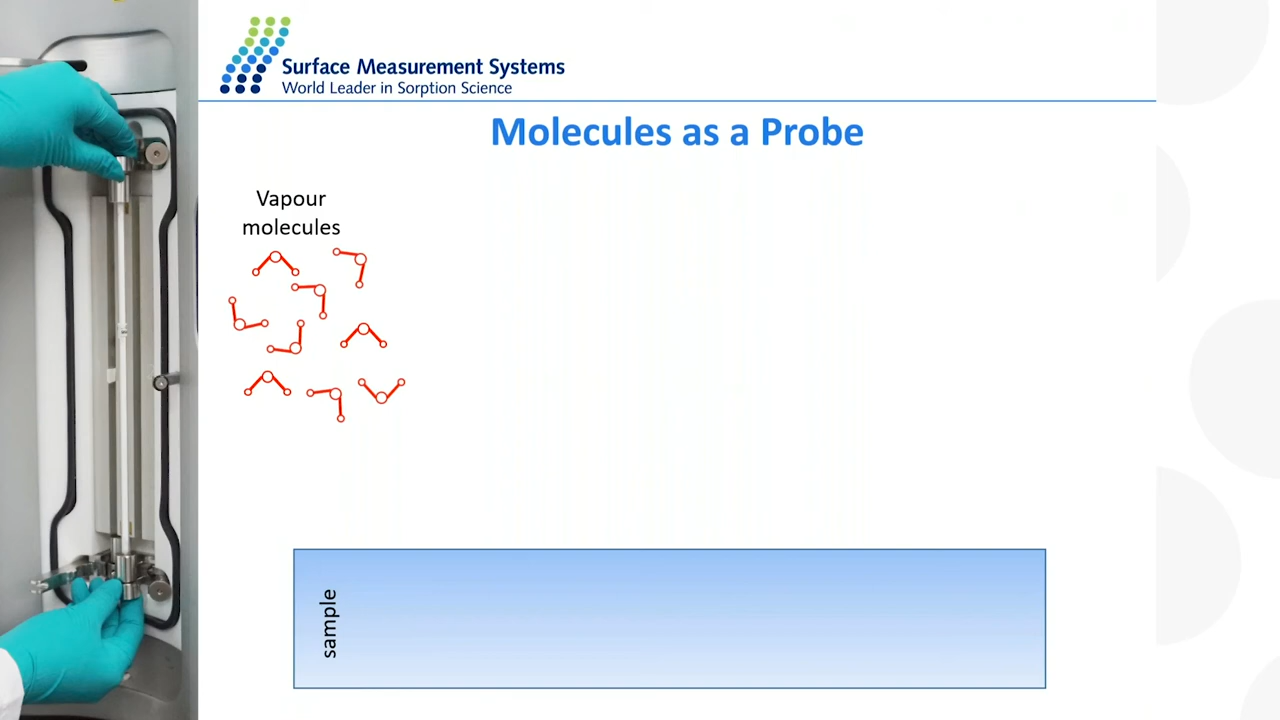 Surface Measurement Systems
World Leader in Sorption Science
Molecules as a Probe
Vapour
molecules
sample